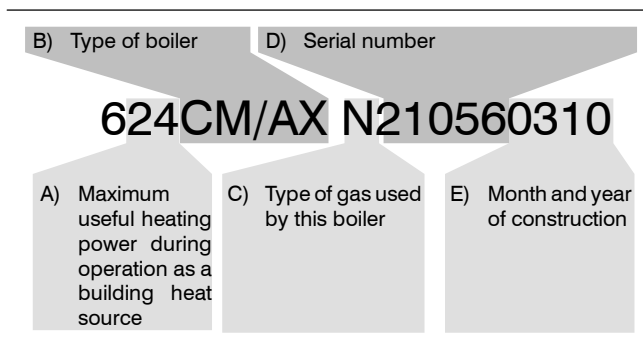 B) Type of boiler
D) Serial number
624CM/AX N210560310
A) Maximum
useful heating
power during
operation as a
building heat
source
C) Type of gas used
by this boiler
E) Month and year
of construction